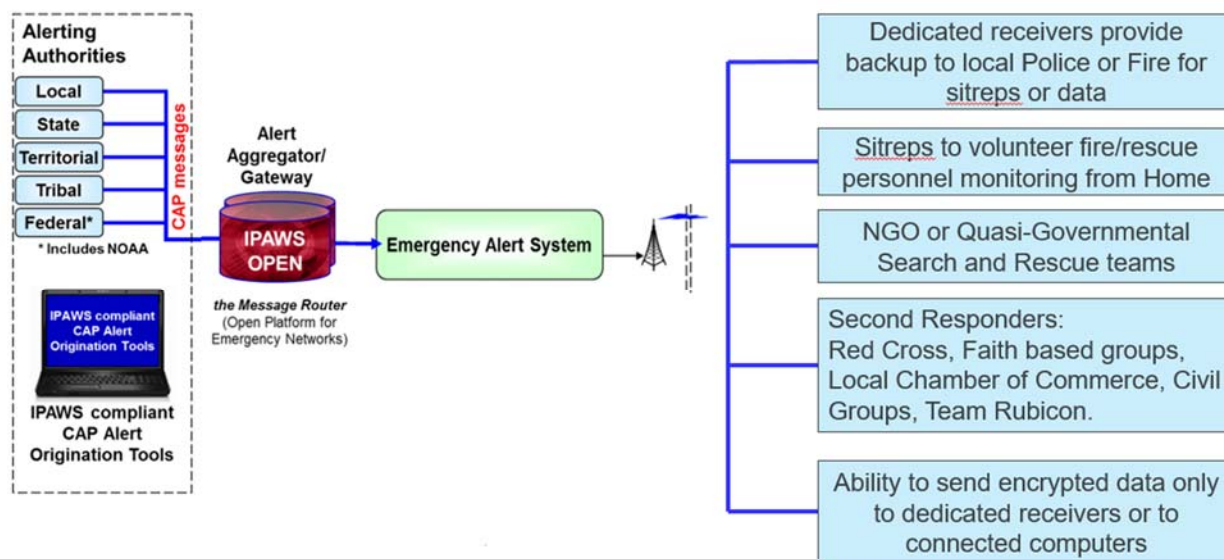 Alerting
Authorities
Local
State
Territorial
Tribal
Federal*
* Includes NOAA
CAP messages
IPAWS compliant
CAP Alert
Origination Tools
IPAWS compliant
CAP Alert
Origination Tools
Alert
Aggregator/
Gateway
IPAWS
OPEN
the Message Router
(Open Platform for
Emergency Networks)
Emergency Alert System
Dedicated receivers provide
backup to local Police or Fire for
sitreps or data
Sitreps to volunteer fire/rescue
personnel monitoring from Home
NGO or Quasi-Governmental
Search and Rescue teams
Second Responders:
Red Cross, Faith based groups,
Local Chamber of Commerce, Civil
Groups, Team Rubicon.
Ability to send encrypted data only
to dedicated receivers or to
connected computers